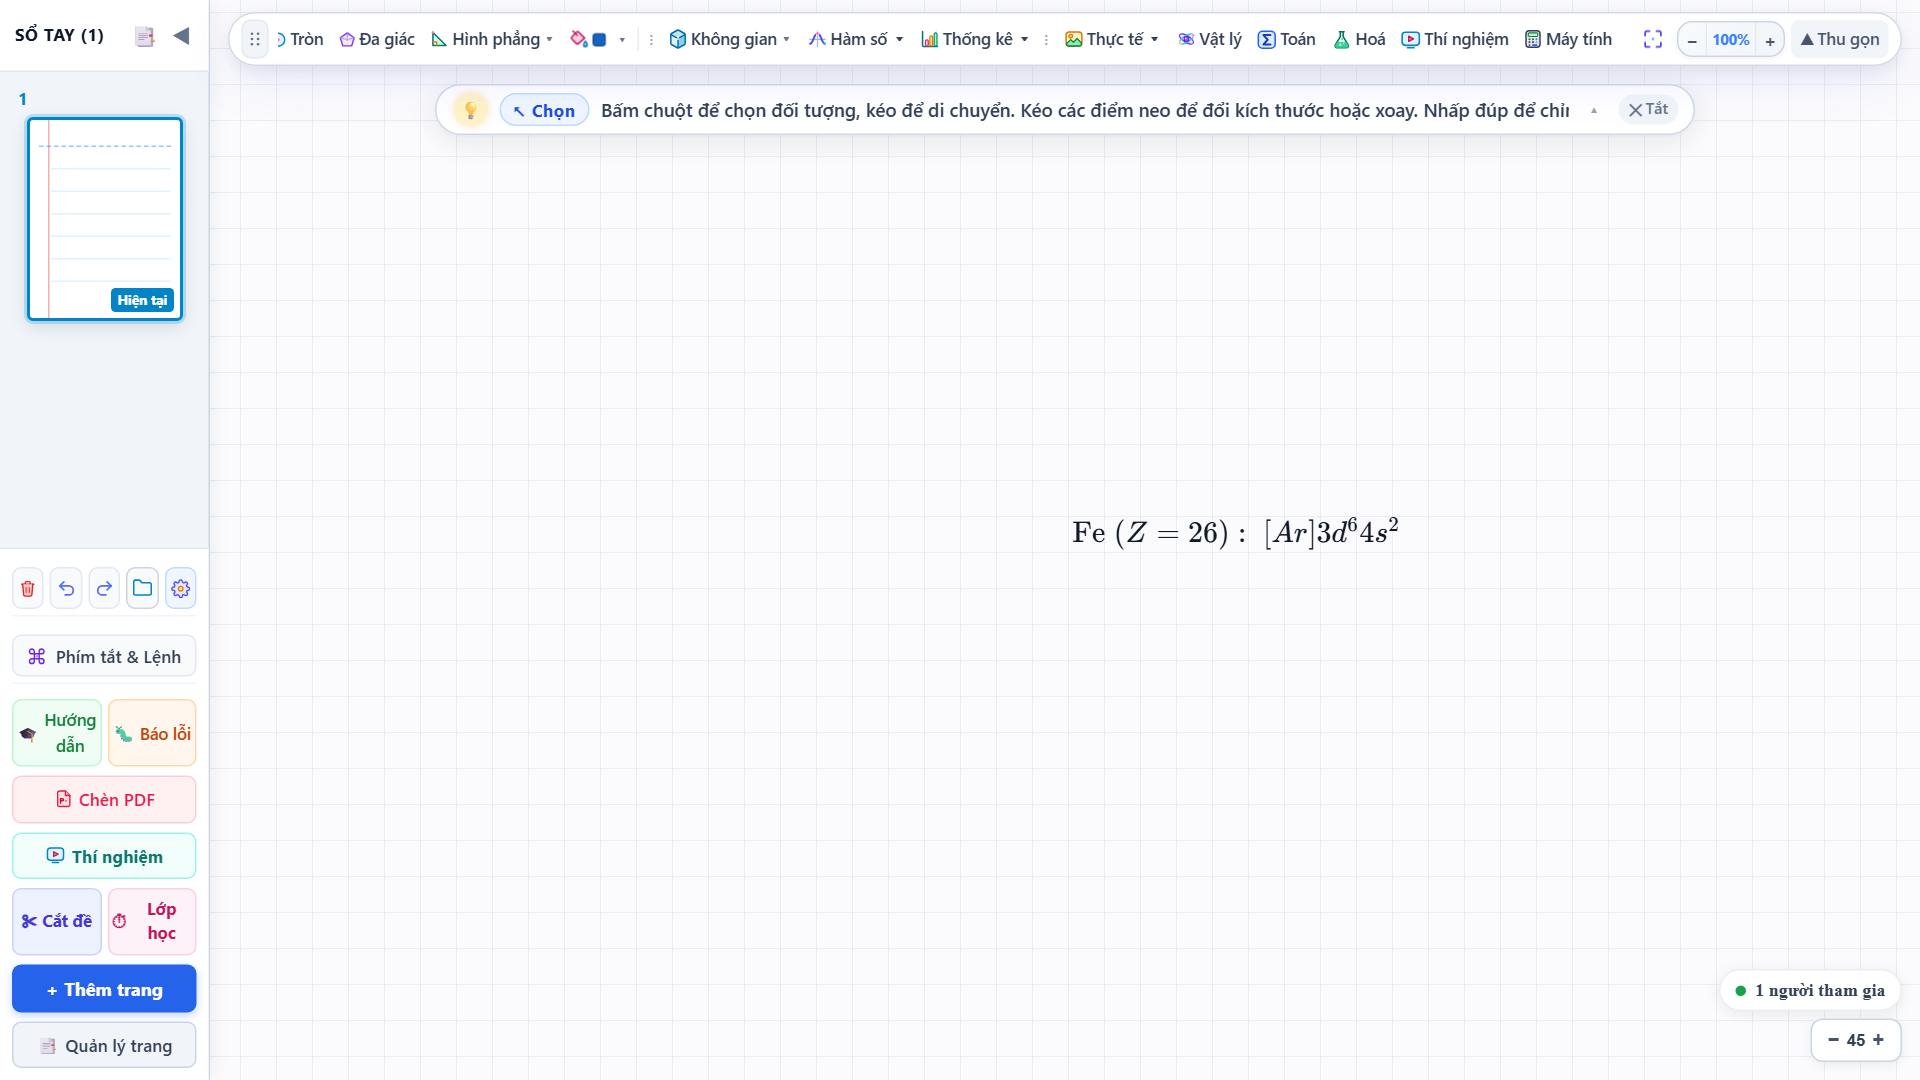 SỔ TAY (1)
Tròn Đa giác Hình phẳng Không gian Hàm số Thống kê Thực tế Vật lý Toán Hoá Thí nghiệm Máy tính − 100% + Thu gọn
Chọn Bấm chuột để chọn đối tượng, kéo để di chuyển. Kéo các điểm neo để đổi kích thước hoặc xoay. Nhấp đúp để chỉn Tắt
1
Hiện tại
Fe (Z = 26) : [Ar]3d⁶4s²
Phím tắt & Lệnh
Hướng dẫn
Báo lỗi
Chèn PDF
Thí nghiệm
Cắt đề
Lớp học
+ Thêm trang
Quản lý trang
1 người tham gia
− 45 +